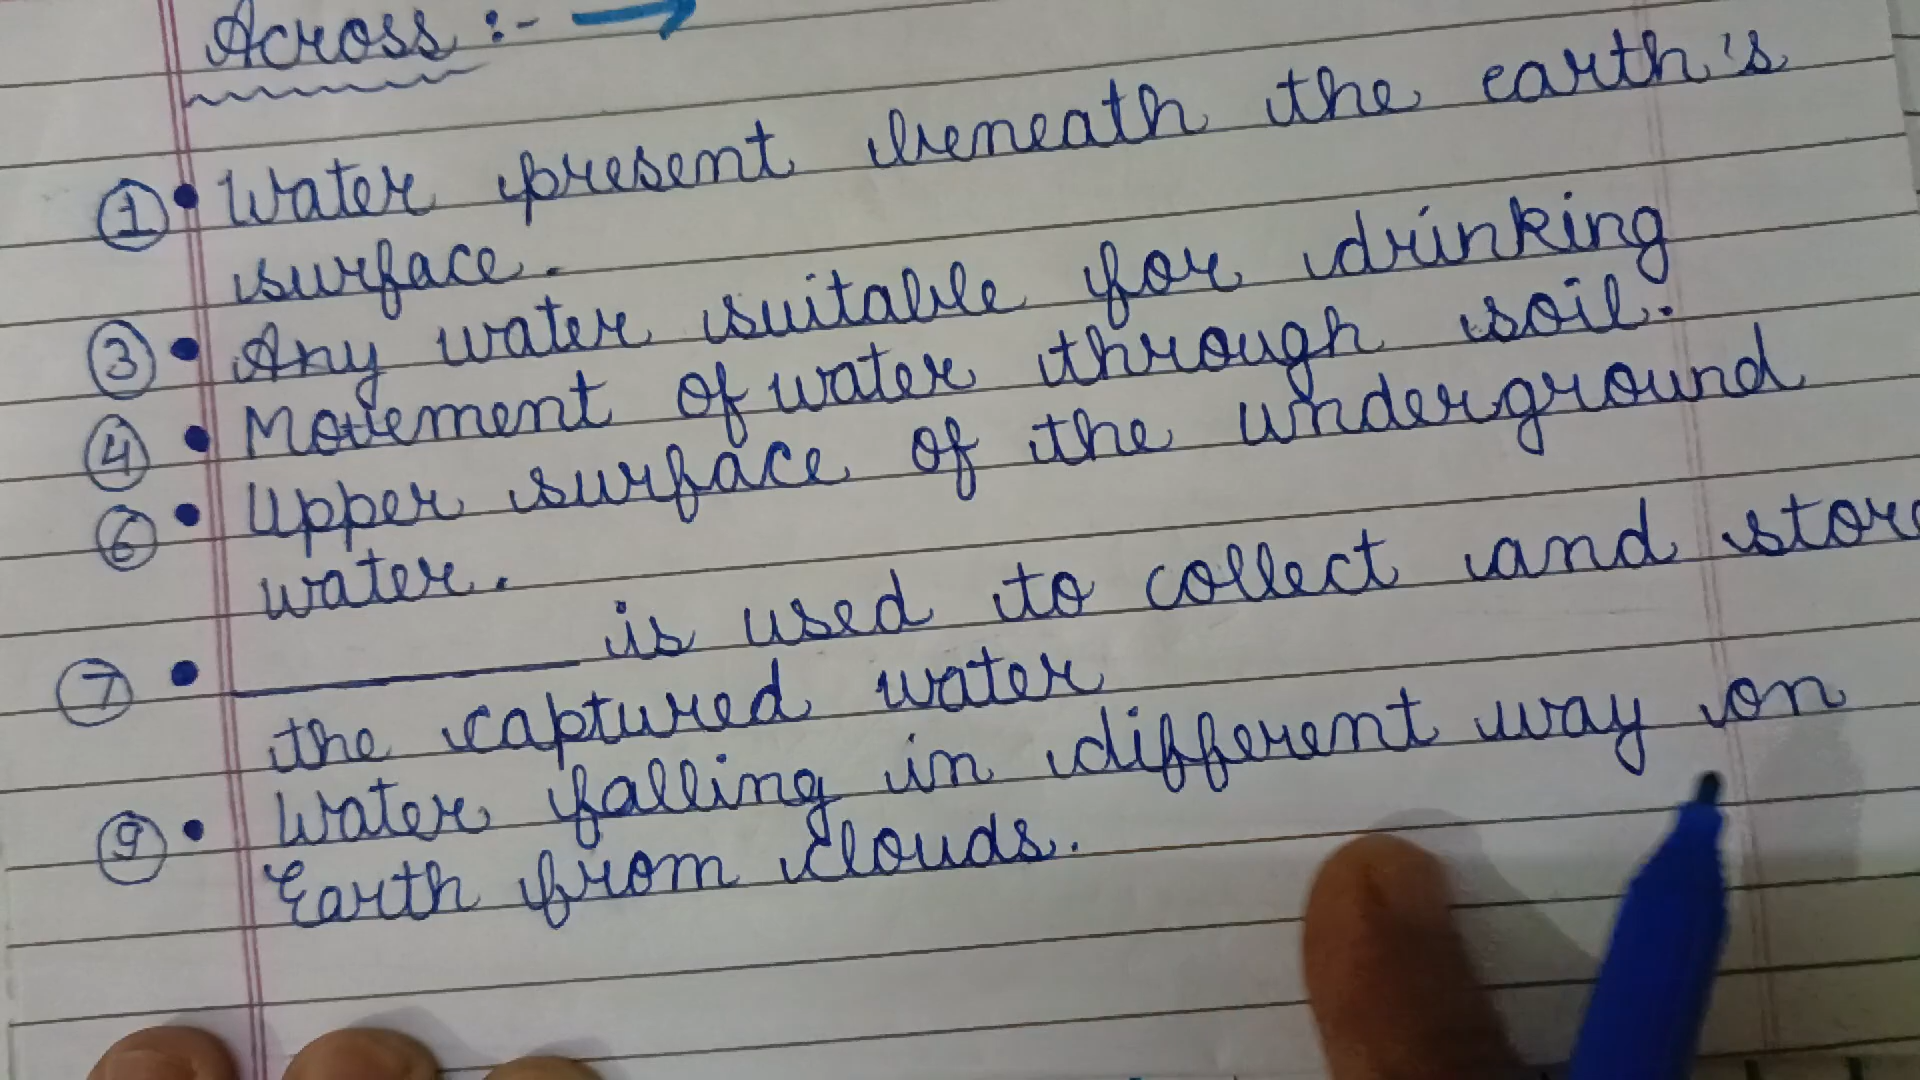 Across :- →
① • Water present beneath the earth's
surface.
③ • Any water suitable for drinking
④ • Movement of water through soil.
⑥ • Upper surface of the underground
water.
⑦ • ________ is used to collect and store
the captured water
⑨ • Water falling in different way on
Earth from clouds.